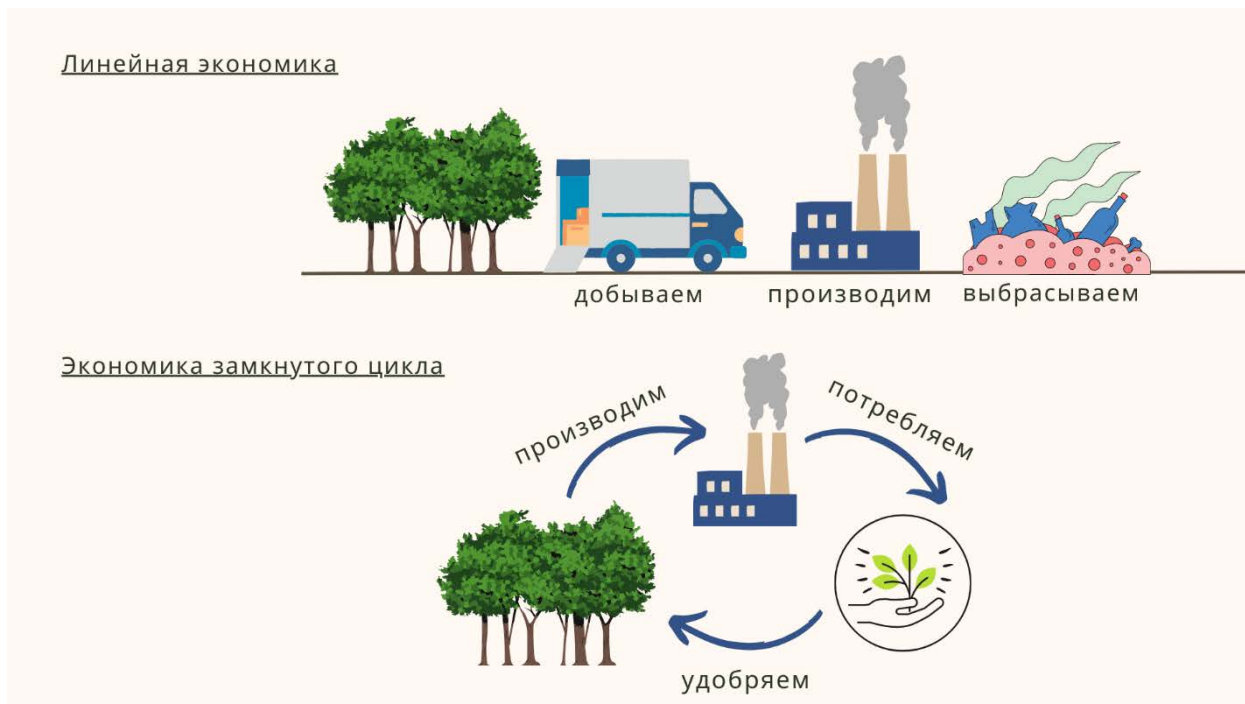 Линейная экономика
добываем
производим
выбрасываем
Экономика замкнутого цикла
производим
потребляем
удобряем